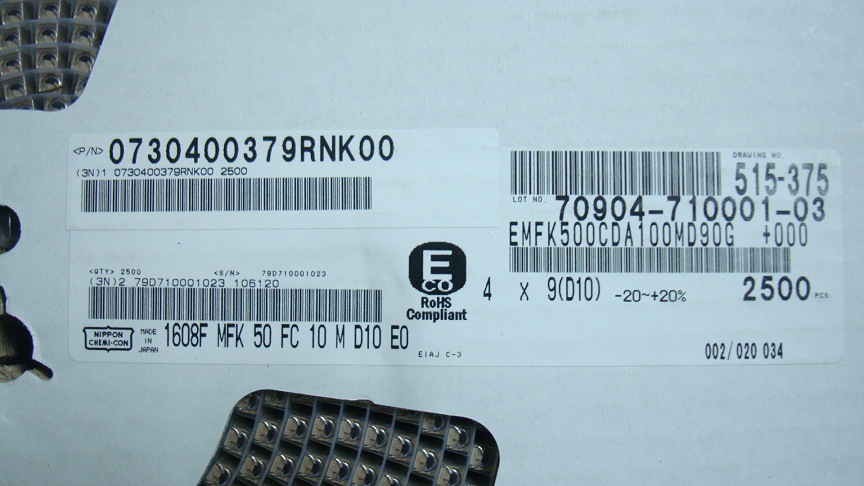 <P/N> 0730400379RNK00
(3N)1 0730400379RNK00 2500
DRAWING NO.
515-375
LOT NO. 70904-710001-03
EMFK500CDA100MD90G +000
<QTY> 2500 <S/N> 79D710001023
(3N)2 79D710001023 106120
E
CO
RoHS
Compliant
4 X 9(D10) -20~+20% 2500 PCS
NIPPON
CHEMI-CON
MADE
IN
JAPAN
1608F MFK 50 FC 10 M D10 E0
EIAJ C-3
002/020 034